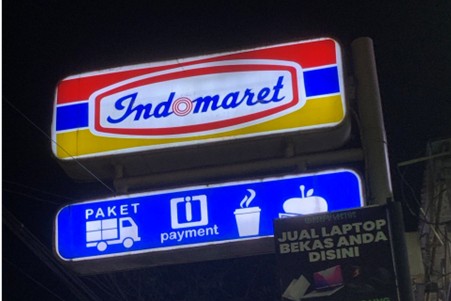 Indomaret
PAKET
i payment
JUAL LAPTOP
BEKAS ANDA
DISINI